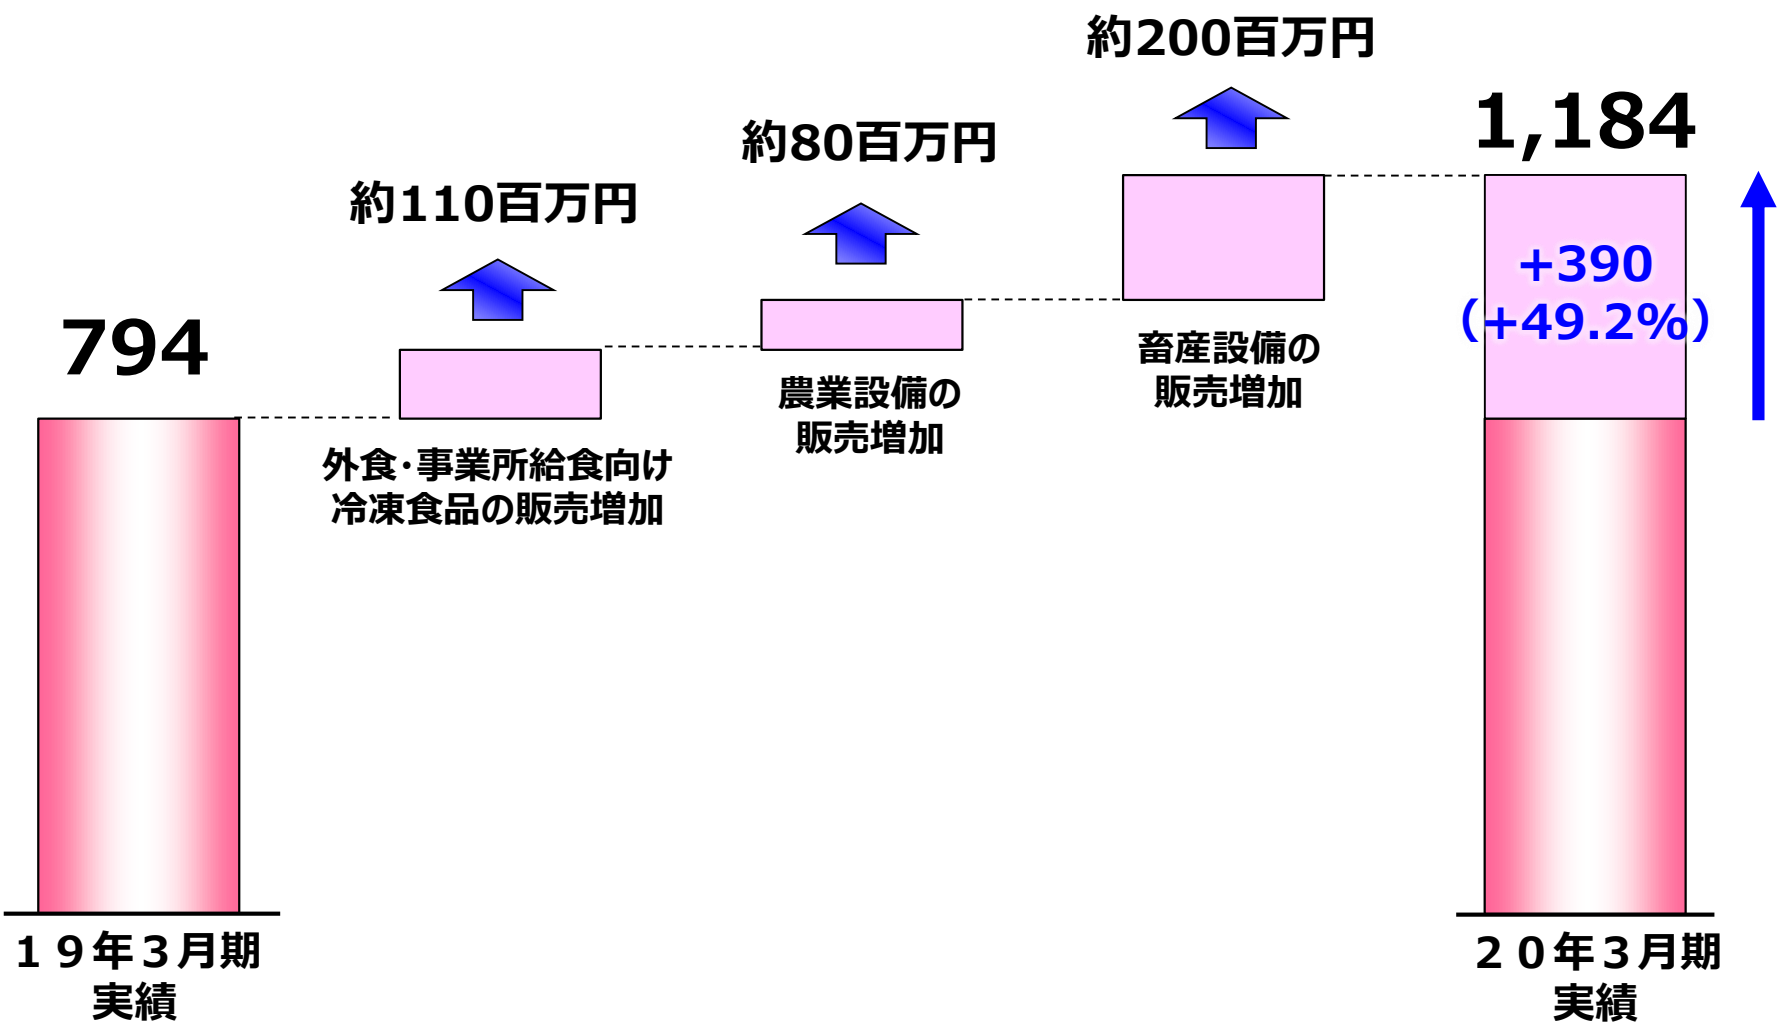 794
約110百万円
外食･事業所給食向け
冷凍食品の販売増加
約80百万円
農業設備の
販売増加
約200百万円
畜産設備の
販売増加
1,184
+390
（+49.2%）
１９年３月期
実績
２０年３月期
実績